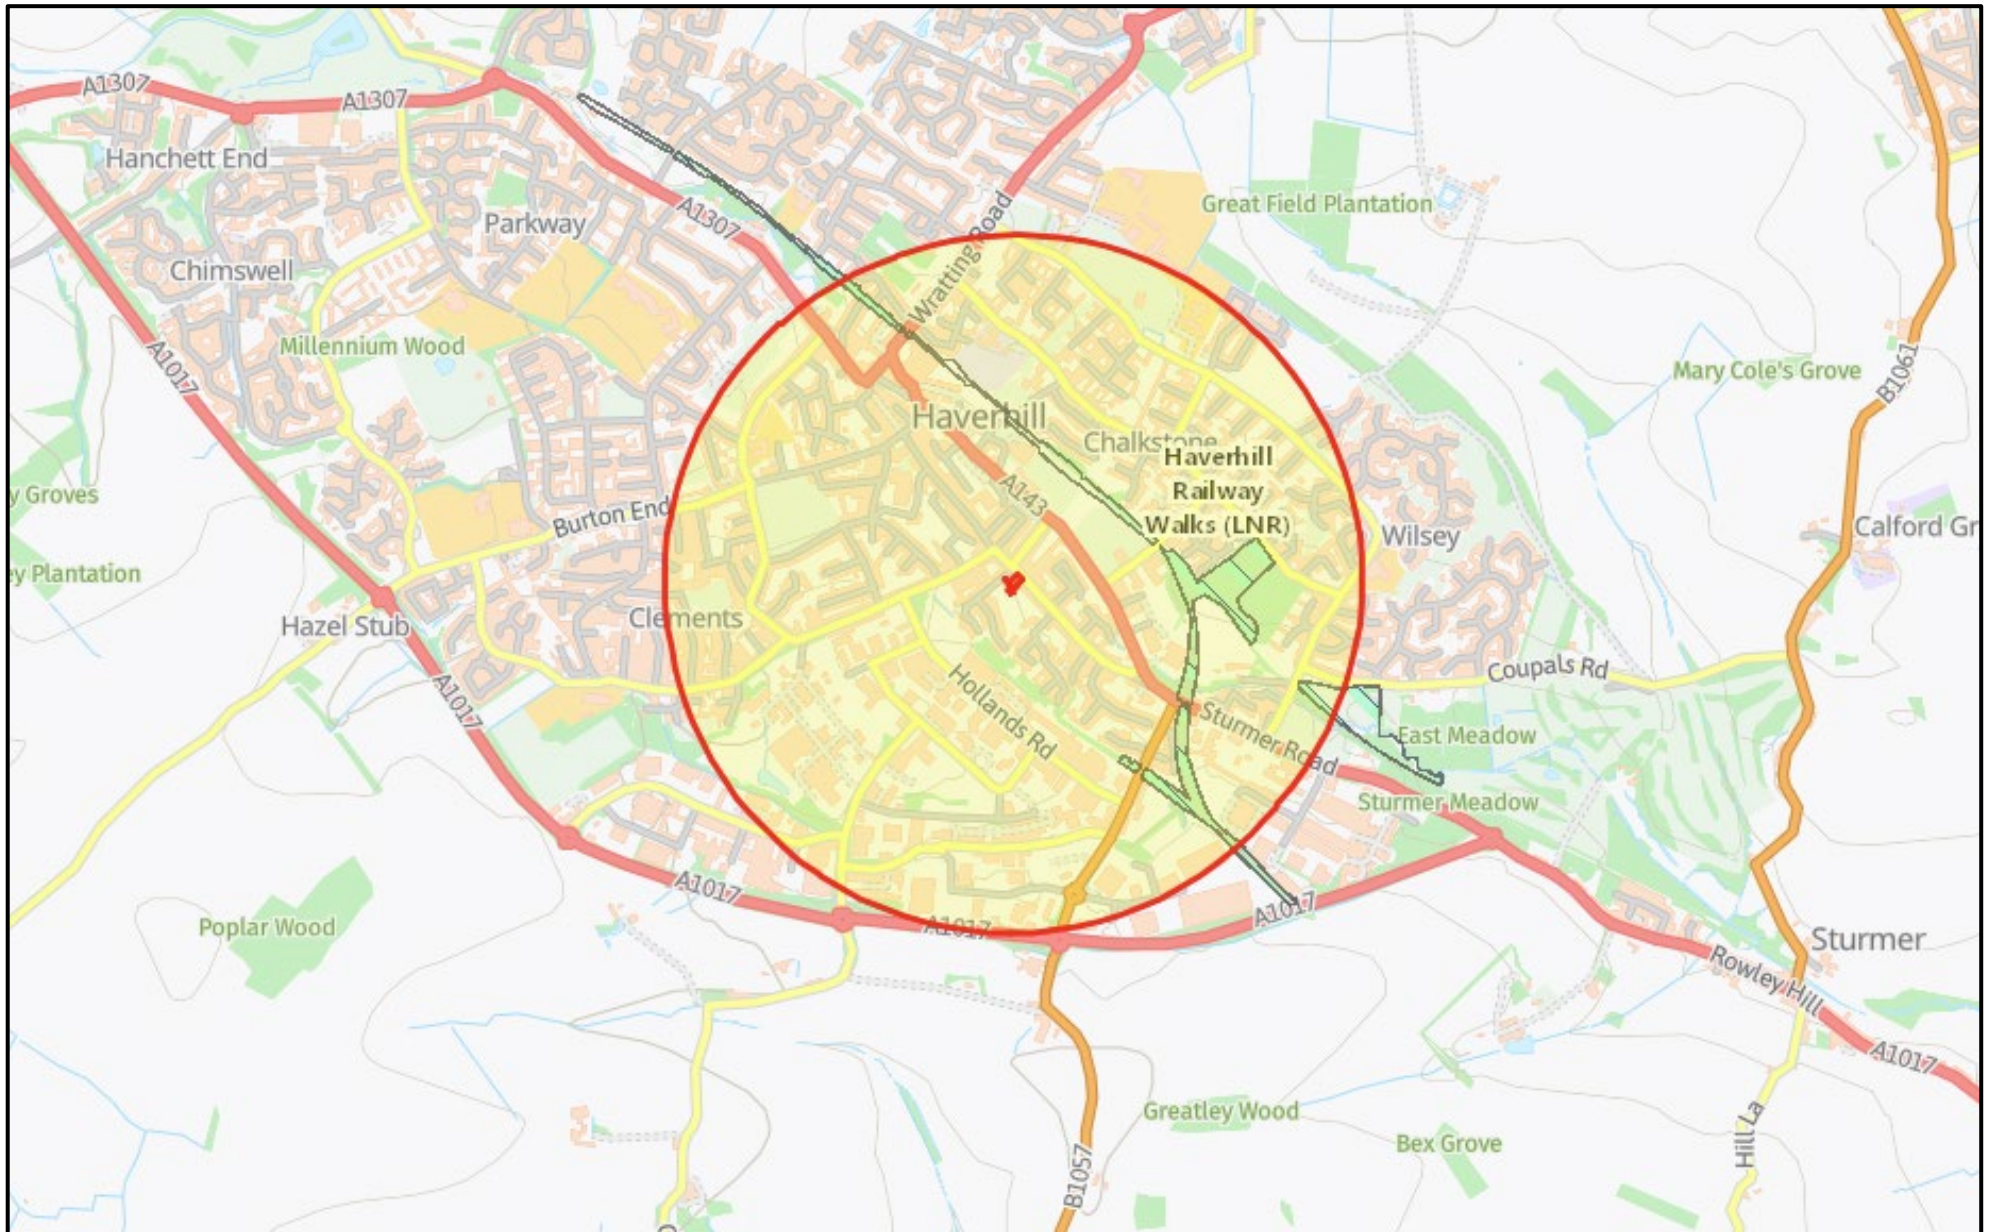 A1307
A1307
Hanchett End
Parkway
A1307
Wratting Road
Great Field Plantation
Chimswell
Millennium Wood
A1017
Mary Cole's Grove
B1061
Haverhill
Chalkstone
Haverhill
Railway
Walks (LNR)
y Groves
A143
Burton End
Wilsey
Calford Gr
ey Plantation
Clements
Hazel Stub
A1017
Hollands Rd
Coupals Rd
Sturmer Road
East Meadow
Sturmer Meadow
A1017
A1017
A1017
Poplar Wood
Sturmer
Rowley Hill
A1017
Greatley Wood
Bex Grove
Hill La
B1057